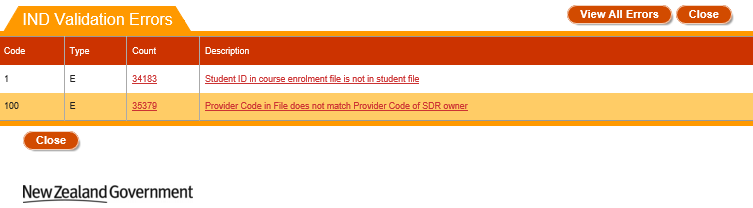 IND Validation Errors
View All Errors Close
Code Type Count Description
1 E 34183 Student ID in course enrolment file is not in student file
100 E 35379 Provider Code in File does not match Provider Code of SDR owner
Close
New Zealand Government